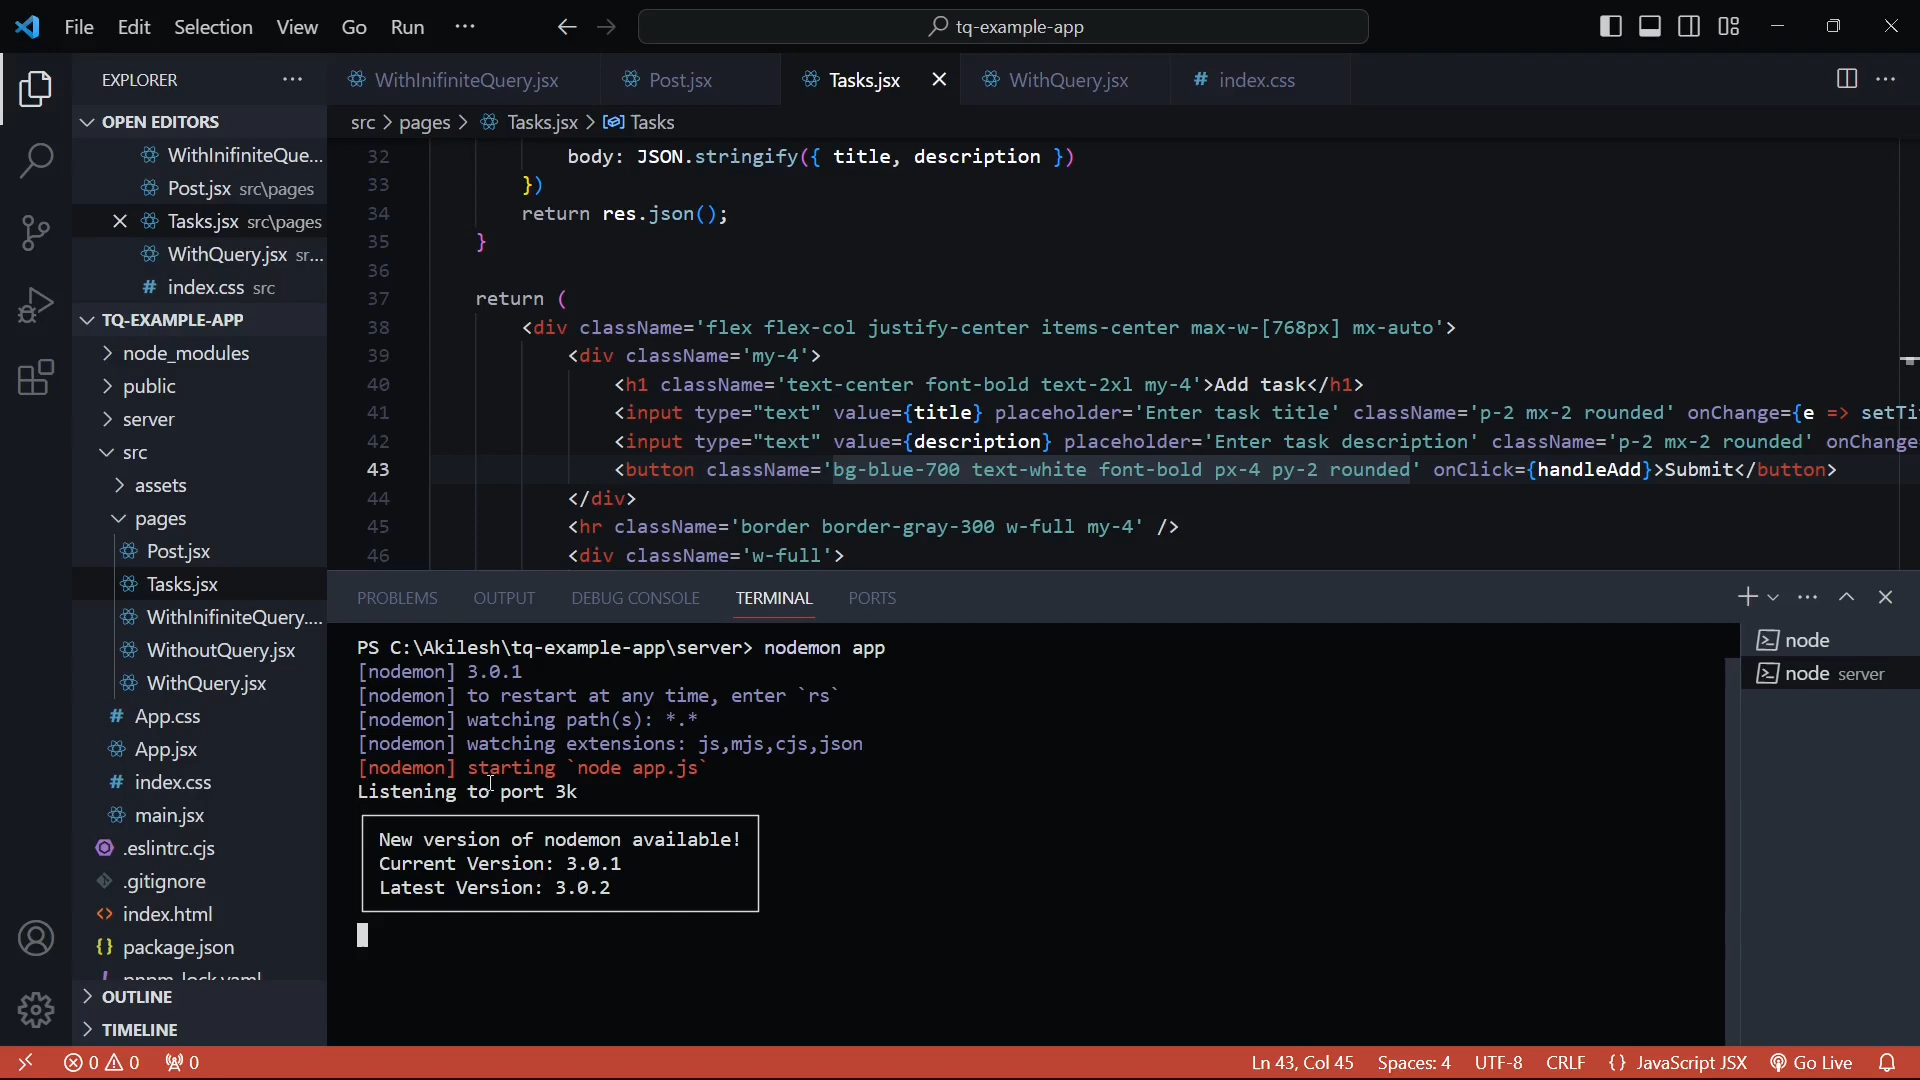 File Edit Selection View Go Run ··· tq-example-app
EXPLORER ···
OPEN EDITORS
WithInifiniteQue...
Post.jsx src\pages
Tasks.jsx src\pages
WithQuery.jsx sr...
index.css src
TQ-EXAMPLE-APP
node_modules
public
server
src
assets
pages
Post.jsx
Tasks.jsx
WithInifiniteQuery....
WithoutQuery.jsx
WithQuery.jsx
App.css
App.jsx
index.css
main.jsx
.eslintrc.cjs
.gitignore
index.html
package.json
OUTLINE
TIMELINE
WithInifiniteQuery.jsx Post.jsx Tasks.jsx WithQuery.jsx index.css
src > pages > Tasks.jsx > Tasks
32 body: JSON.stringify({ title, description })
33 })
34 return res.json();
35 }
36
37 return (
38 <div className='flex flex-col justify-center items-center max-w-[768px] mx-auto'>
39 <div className='my-4'>
40 <h1 className='text-center font-bold text-2xl my-4'>Add task</h1>
41 <input type="text" value={title} placeholder='Enter task title' className='p-2 mx-2 rounded' onChange={e => setTi
42 <input type="text" value={description} placeholder='Enter task description' className='p-2 mx-2 rounded' onChange
43 <button className='bg-blue-700 text-white font-bold px-4 py-2 rounded' onClick={handleAdd}>Submit</button>
44 </div>
45 <hr className='border border-gray-300 w-full my-4' />
46 <div className='w-full'>
PROBLEMS OUTPUT DEBUG CONSOLE TERMINAL PORTS
PS C:\Akilesh\tq-example-app\server> nodemon app
[nodemon] 3.0.1
[nodemon] to restart at any time, enter `rs`
[nodemon] watching path(s): *.*
[nodemon] watching extensions: js,mjs,cjs,json
[nodemon] starting `node app.js`
Listening to port 3k
New version of nodemon available!
Current Version: 3.0.1
Latest Version: 3.0.2
node
node server
0 0 0 Ln 43, Col 45 Spaces: 4 UTF-8 CRLF {} JavaScript JSX Go Live